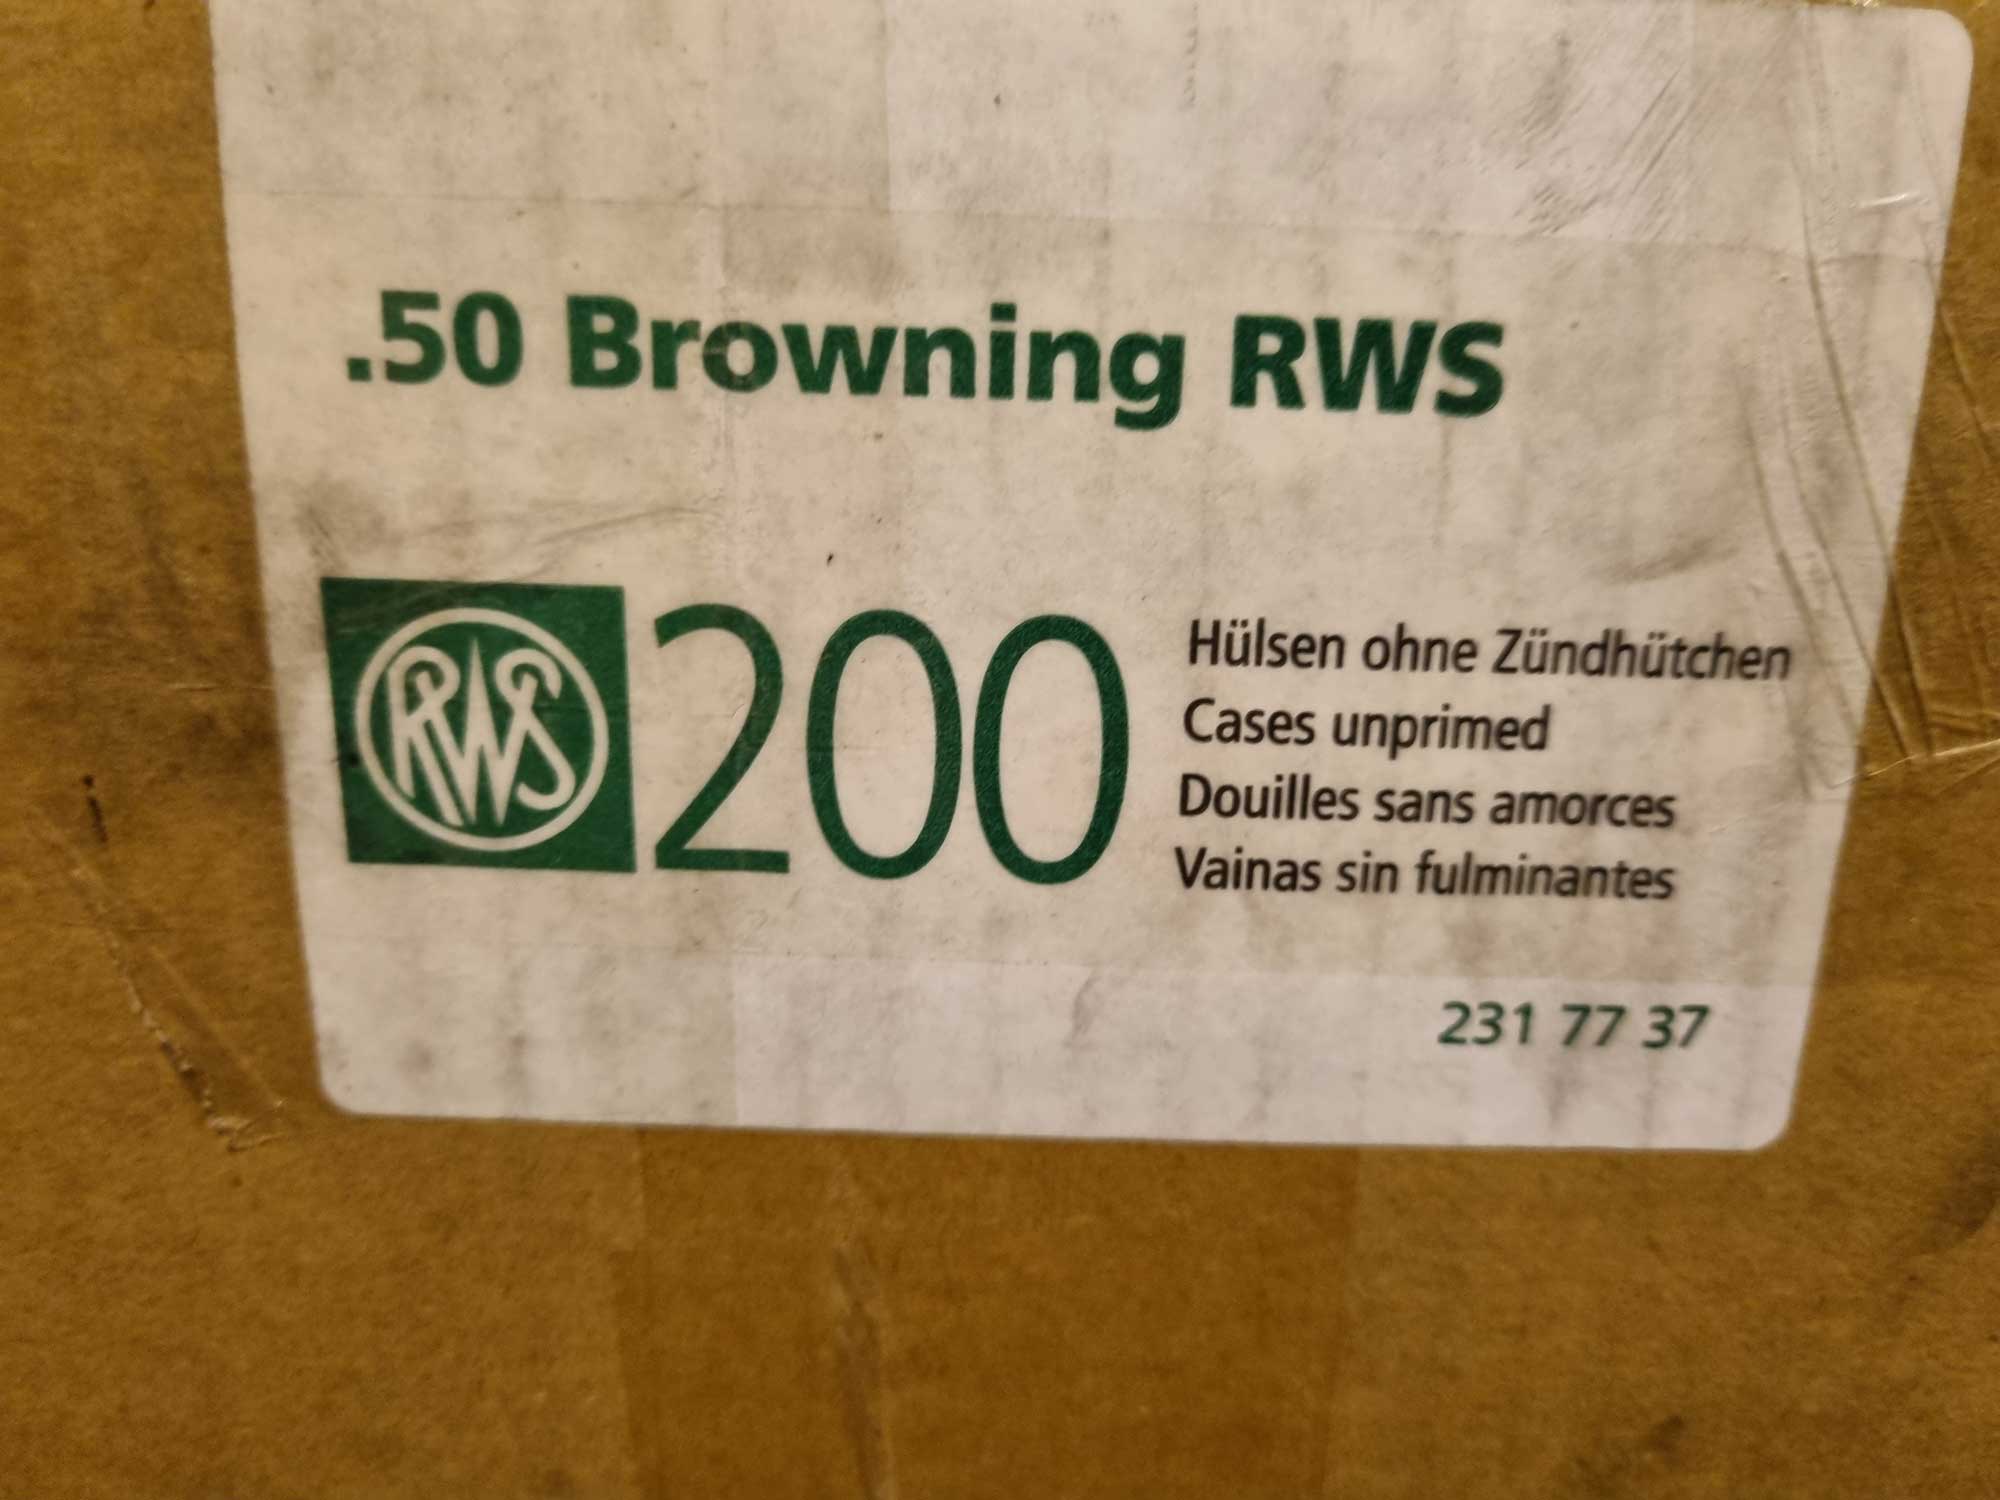 .50 Browning RWS
RWS
200
Hülsen ohne Zündhütchen
Cases unprimed
Douilles sans amorces
Vainas sin fulminantes
231 77 37